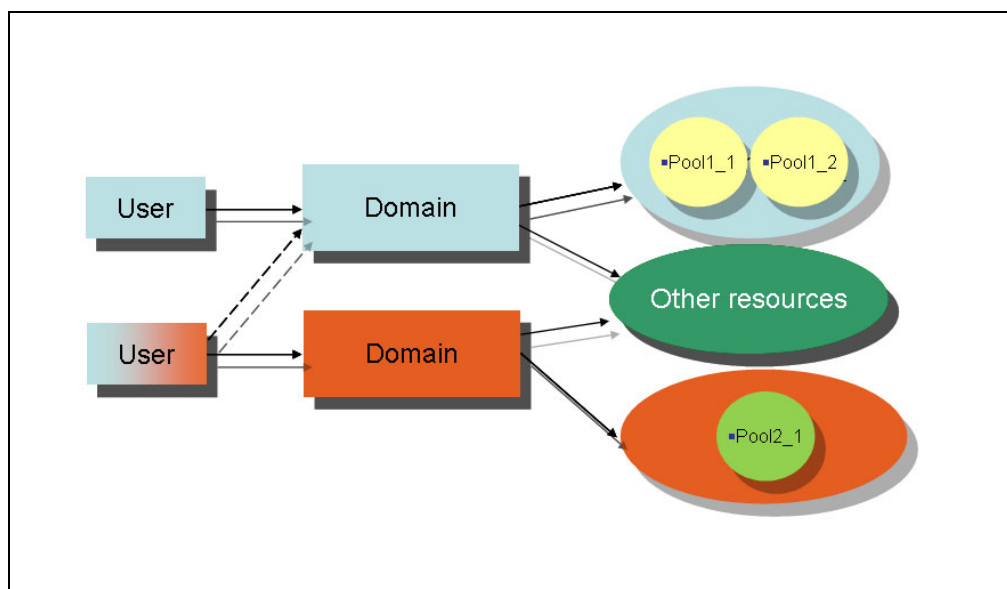 User
Domain
▪Pool1_1
▪Pool1_2
Other resources
User
Domain
▪Pool2_1